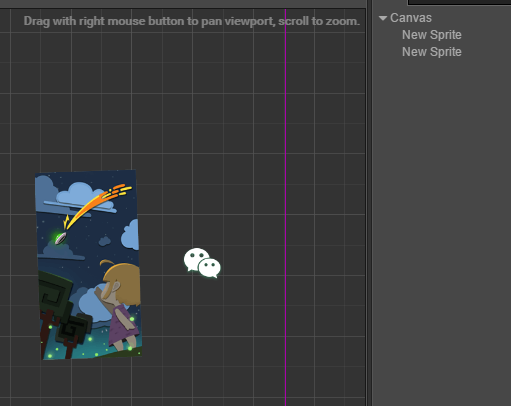 Drag with right mouse button to pan viewport, scroll to zoom.
Canvas
New Sprite
New Sprite